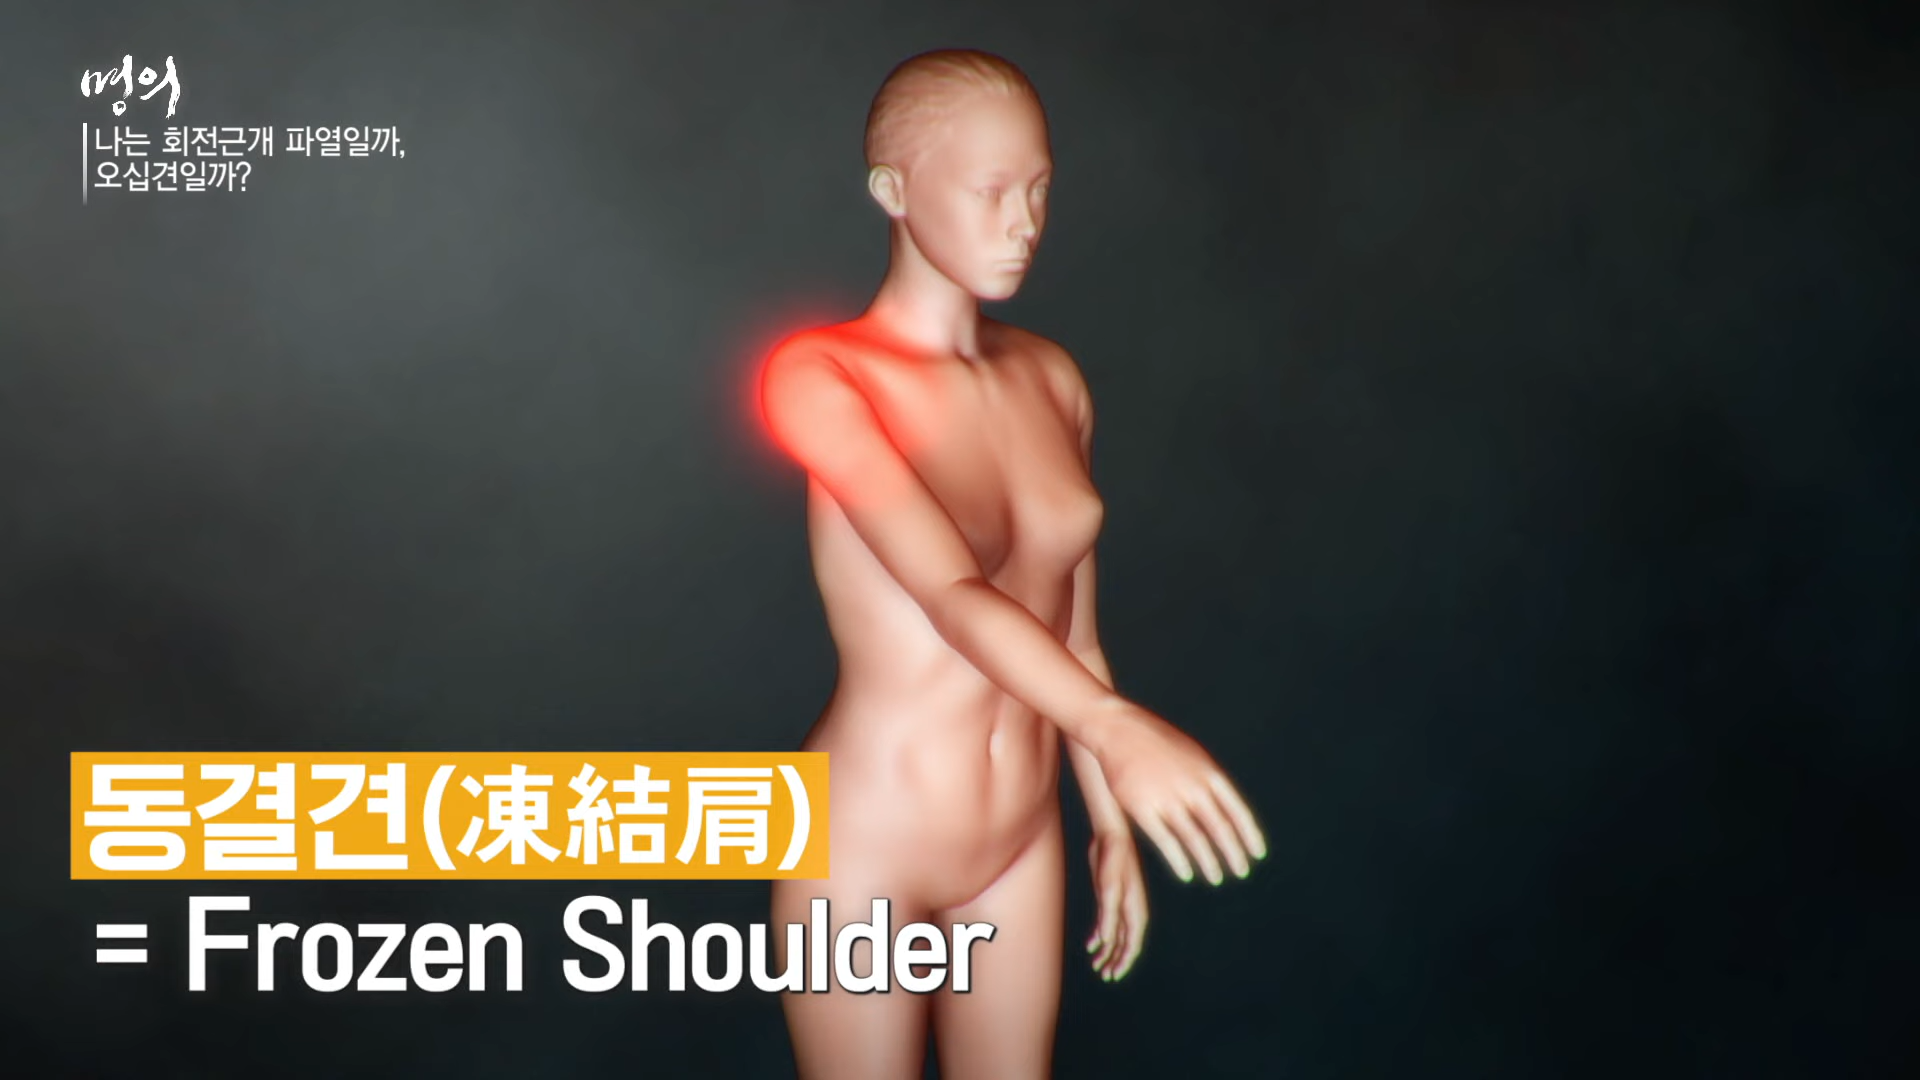 명의
나는 회전근개 파열일까,
오십견일까?
동결견(凍結肩)
= Frozen Shoulder